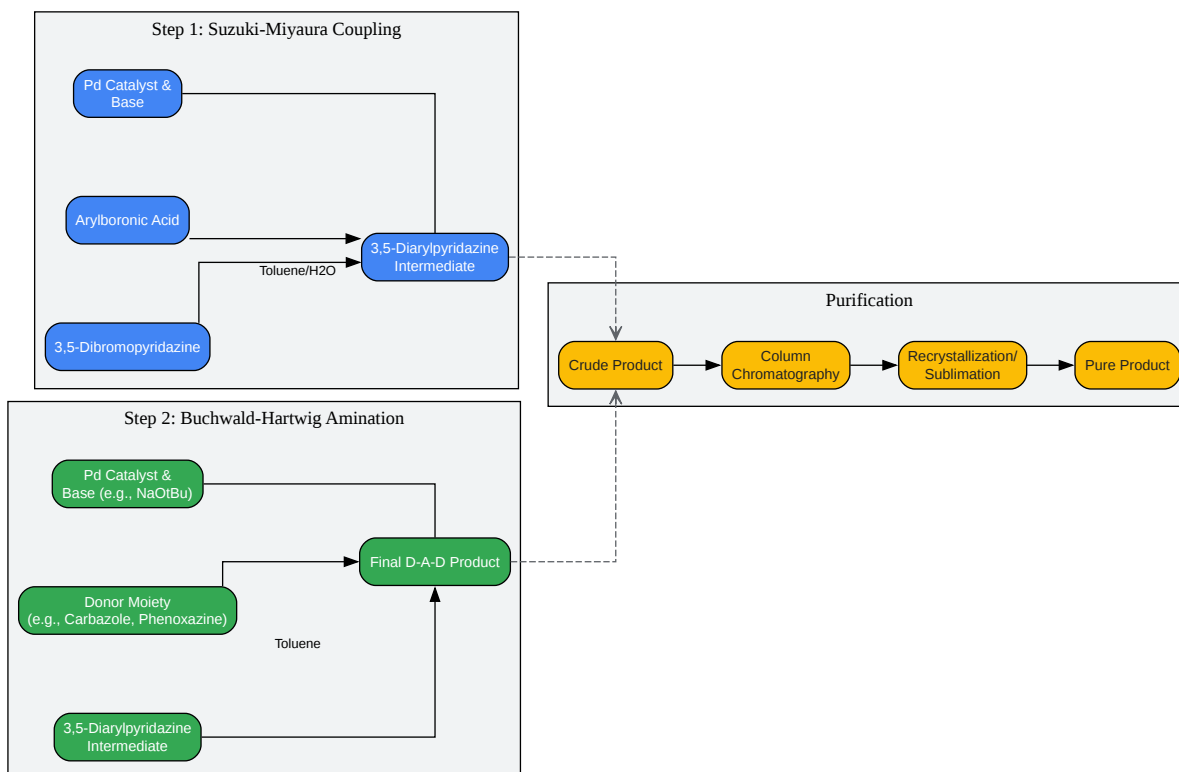 Step 1: Suzuki-Miyaura Coupling
Pd Catalyst &
Base
Arylboronic Acid
3,5-Diarylpyridazine
Intermediate
Toluene/H2O
3,5-Dibromopyridazine
Purification
Crude Product
Column
Chromatography
Recrystallization/
Sublimation
Pure Product
Step 2: Buchwald-Hartwig Amination
Pd Catalyst &
Base (e.g., NaOtBu)
Final D-A-D Product
Donor Moiety
(e.g., Carbazole, Phenoxazine)
Toluene
3,5-Diarylpyridazine
Intermediate